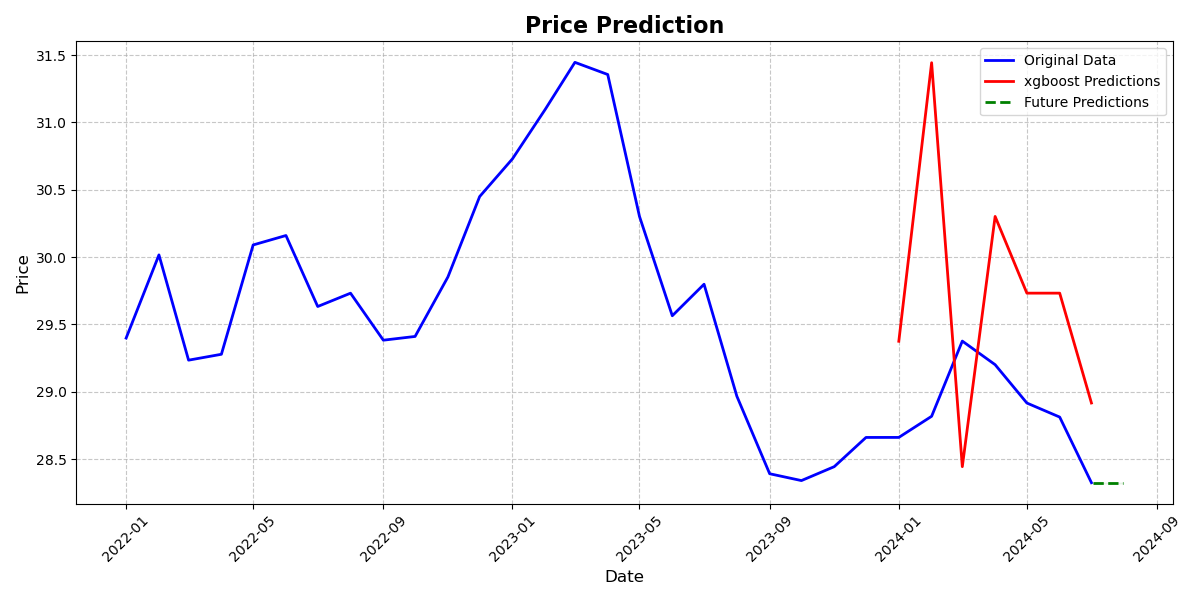 Price Prediction
Original Data
xgboost Predictions
Future Predictions
Price
31.5
31.0
30.5
30.0
29.5
29.0
28.5
2022-01
2022-05
2022-09
2023-01
2023-05
2023-09
2024-01
2024-05
2024-09
Date